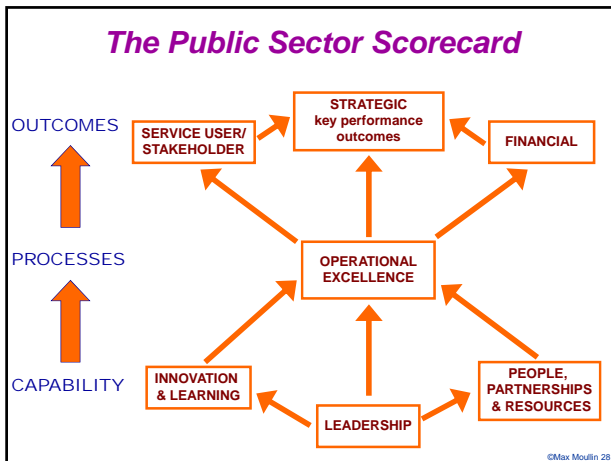 The Public Sector Scorecard
OUTCOMES
SERVICE USER/
STAKEHOLDER
STRATEGIC
key performance
outcomes
FINANCIAL
PROCESSES
OPERATIONAL
EXCELLENCE
CAPABILITY
INNOVATION
& LEARNING
LEADERSHIP
PEOPLE,
PARTNERSHIPS
& RESOURCES
©Max Moullin 28